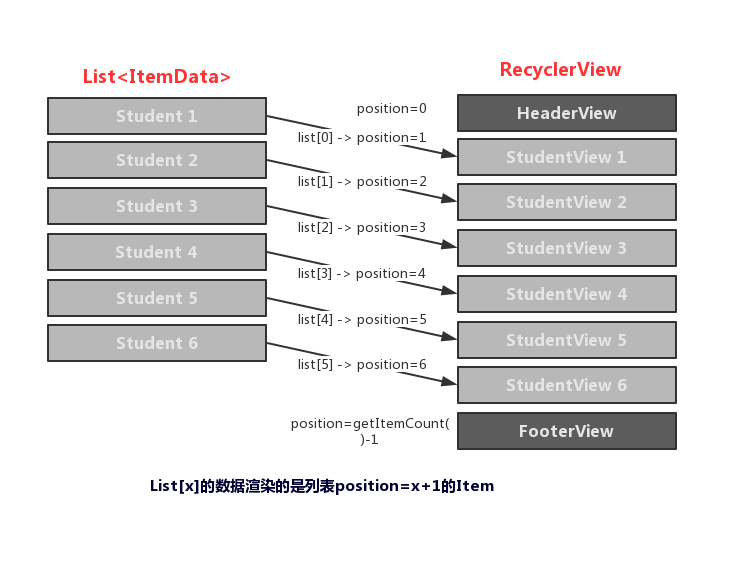 List<ItemData>
RecyclerView
position=0
HeaderView
Student 1
list[0] -> position=1
StudentView 1
Student 2
list[1] -> position=2
StudentView 2
Student 3
list[2] -> position=3
StudentView 3
Student 4
list[3] -> position=4
StudentView 4
Student 5
list[4] -> position=5
StudentView 5
Student 6
list[5] -> position=6
StudentView 6
position=getItemCount(
)-1
FooterView
List[x]的数据渲染的是列表position=x+1的Item